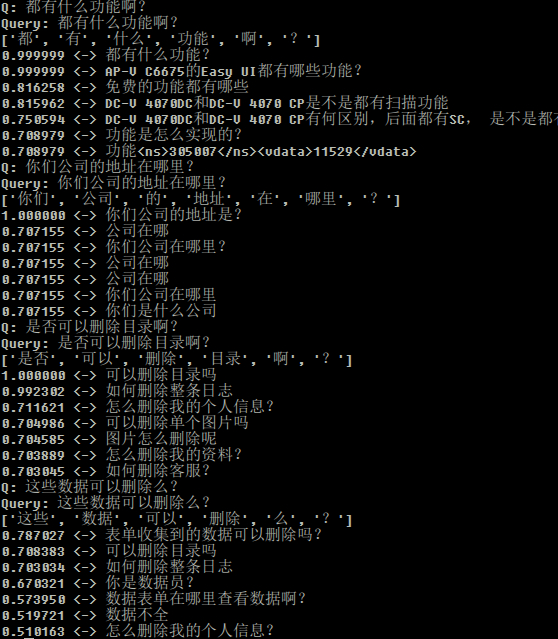 Q: 都有什么功能啊?
Query: 都有什么功能啊?
['都', '有', '什么', '功能', '啊', '? ']
0.999999 <-> 都有什么功能?
0.999999 <-> AP-V C6675的Easy UI都有哪些功能?
0.816258 <-> 免费的功能都有哪些
0.815962 <-> DC-V 4070DC和DC-V 4070 CP是不是都有扫描功能
0.750594 <-> DC-V 4070DC和DC-V 4070 CP有何区别,后面都有SC, 是不是都有
0.708979 <-> 功能是怎么实现的?
0.708979 <-> 功能<ns>305007</ns><vdata>11529</vdata>
Q: 你们公司的地址在哪里?
Query: 你们公司的地址在哪里?
['你们', '公司', '的', '地址', '在', '哪里', '? ']
1.000000 <-> 你们公司的地址是?
0.707155 <-> 公司在哪
0.707155 <-> 你们公司在哪里?
0.707155 <-> 公司在哪
0.707155 <-> 公司在哪
0.707155 <-> 你们公司在哪里
0.707155 <-> 你们是什么公司
Q: 是否可以删除目录啊?
Query: 是否可以删除目录啊?
['是否', '可以', '删除', '目录', '啊', '? ']
1.000000 <-> 可以删除目录吗
0.992302 <-> 如何删除整条日志
0.711621 <-> 怎么删除我的个人信息?
0.704986 <-> 可以删除单个图片吗
0.704585 <-> 图片怎么删除呢
0.703889 <-> 怎么删除我的资料?
0.703045 <-> 如何删除客服?
Q: 这些数据可以删除么?
Query: 这些数据可以删除么?
['这些', '数据', '可以', '删除', '么', '? ']
0.787027 <-> 表单收集到的数据可以删除吗?
0.708383 <-> 可以删除目录吗
0.703034 <-> 如何删除整条日志
0.670321 <-> 你是数据员?
0.573950 <-> 数据表单在哪里查看数据啊?
0.519721 <-> 数据不全
0.510163 <-> 怎么删除我的个人信息?